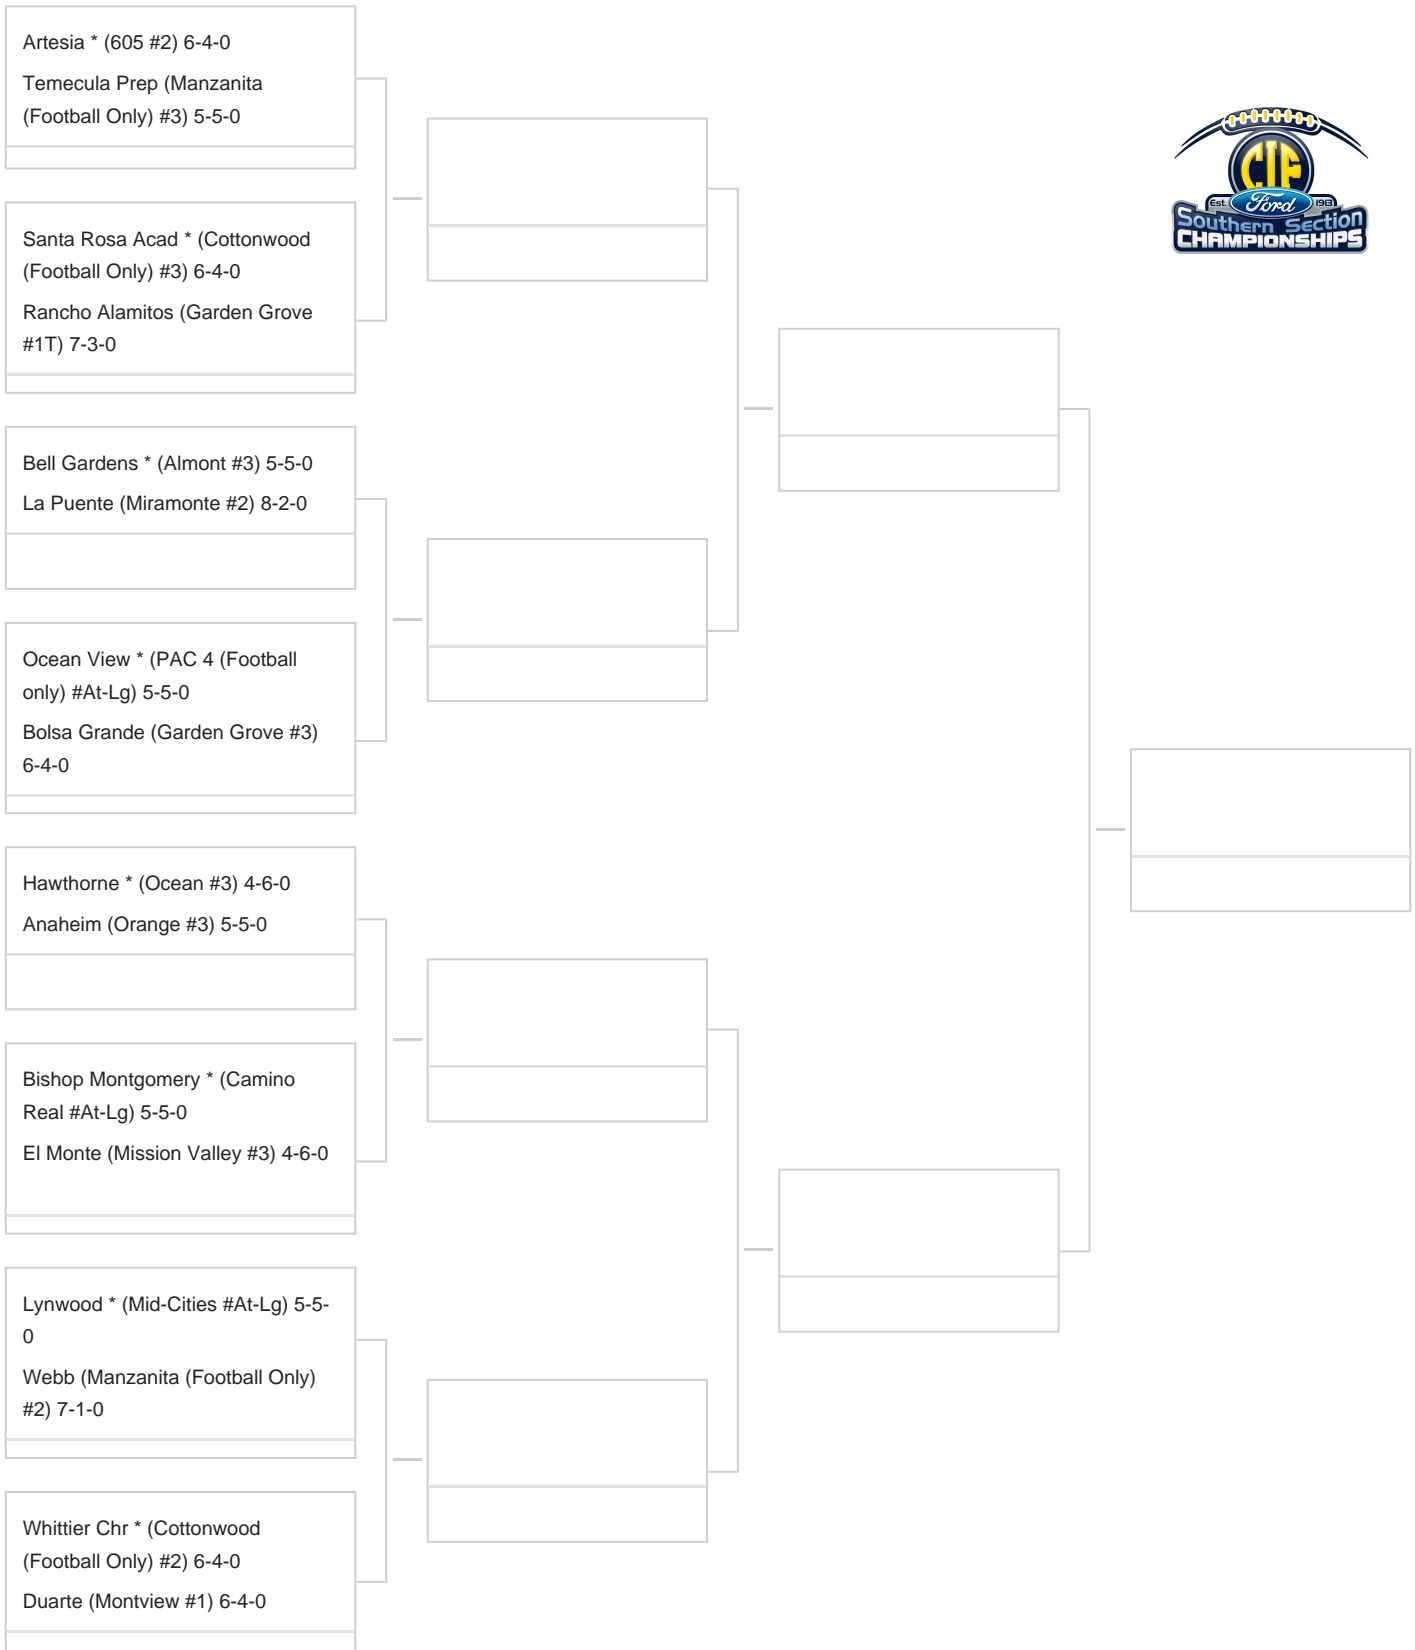 Artesia * (605 #2) 6-4-0
Temecula Prep (Manzanita
(Football Only) #3) 5-5-0
Santa Rosa Acad * (Cottonwood
(Football Only) #3) 6-4-0
Rancho Alamitos (Garden Grove
#1T) 7-3-0
Bell Gardens * (Almont #3) 5-5-0
La Puente (Miramonte #2) 8-2-0
Ocean View * (PAC 4 (Football
only) #At-Lg) 5-5-0
Bolsa Grande (Garden Grove #3)
6-4-0
Hawthorne * (Ocean #3) 4-6-0
Anaheim (Orange #3) 5-5-0
Bishop Montgomery * (Camino
Real #At-Lg) 5-5-0
El Monte (Mission Valley #3) 4-6-0
Lynwood * (Mid-Cities #At-Lg) 5-5-
0
Webb (Manzanita (Football Only)
#2) 7-1-0
Whittier Chr * (Cottonwood
(Football Only) #2) 6-4-0
Duarte (Montview #1) 6-4-0
CIF
Est. Ford 1913
Southern Section
CHAMPIONSHIPS